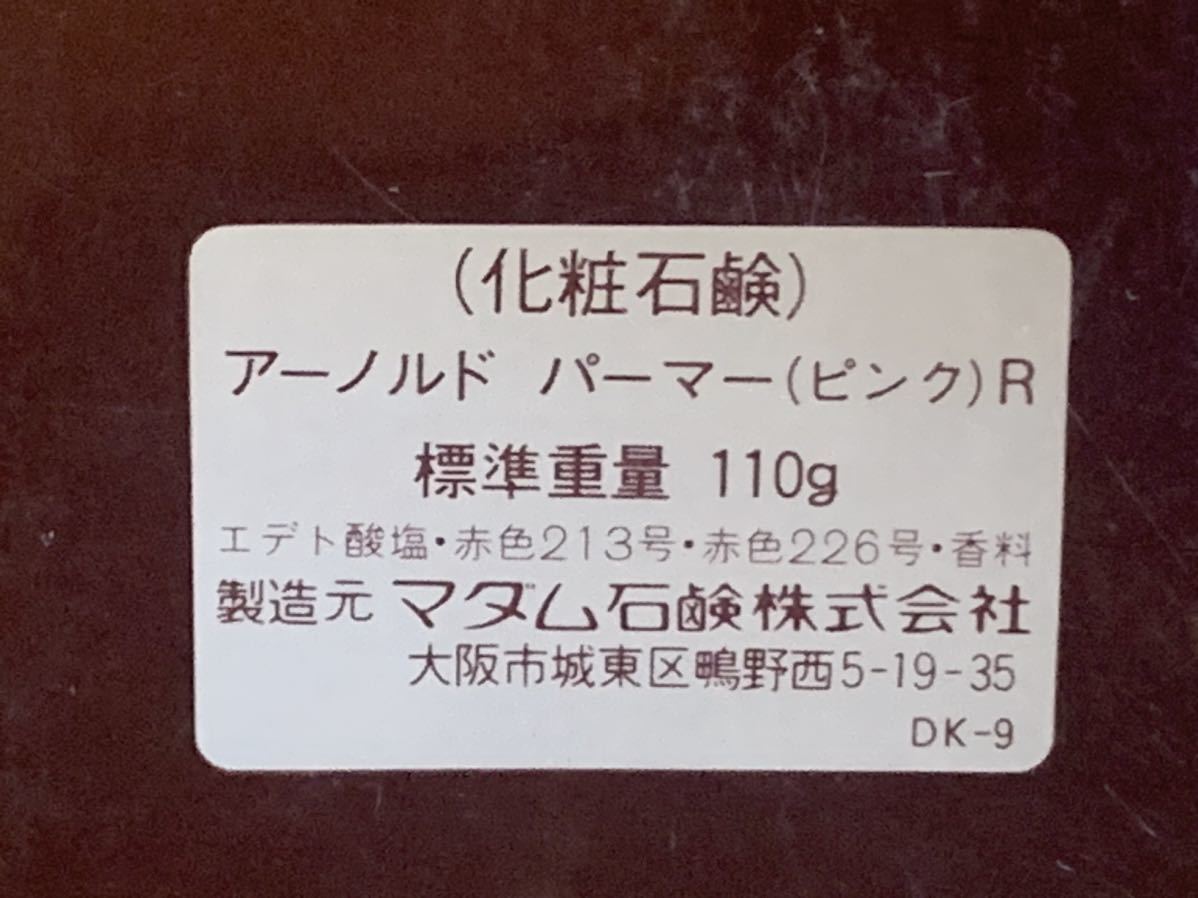 (化粧石鹸)
アーノルド パーマー(ピンク)R
標準重量 110g
エデト酸塩・赤色213号・赤色226号・香料
製造元 マダム石鹸株式会社
大阪市城東区鴫野西5-19-35
DK-9